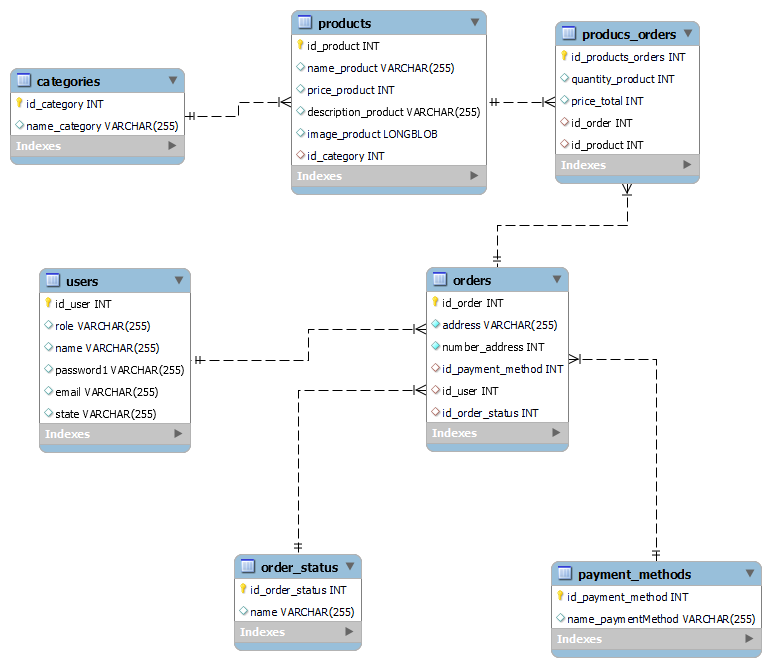 categories
id_category INT
name_category VARCHAR(255)
Indexes
products
id_product INT
name_product VARCHAR(255)
price_product INT
description_product VARCHAR(255)
image_product LONGBLOB
id_category INT
Indexes
producs_orders
id_products_orders INT
quantity_product INT
price_total INT
id_order INT
id_product INT
Indexes
users
id_user INT
role VARCHAR(255)
name VARCHAR(255)
password1 VARCHAR(255)
email VARCHAR(255)
state VARCHAR(255)
Indexes
orders
id_order INT
address VARCHAR(255)
number_address INT
id_payment_method INT
id_user INT
id_order_status INT
Indexes
order_status
id_order_status INT
name VARCHAR(255)
Indexes
payment_methods
id_payment_method INT
name_paymentMethod VARCHAR(255)
Indexes